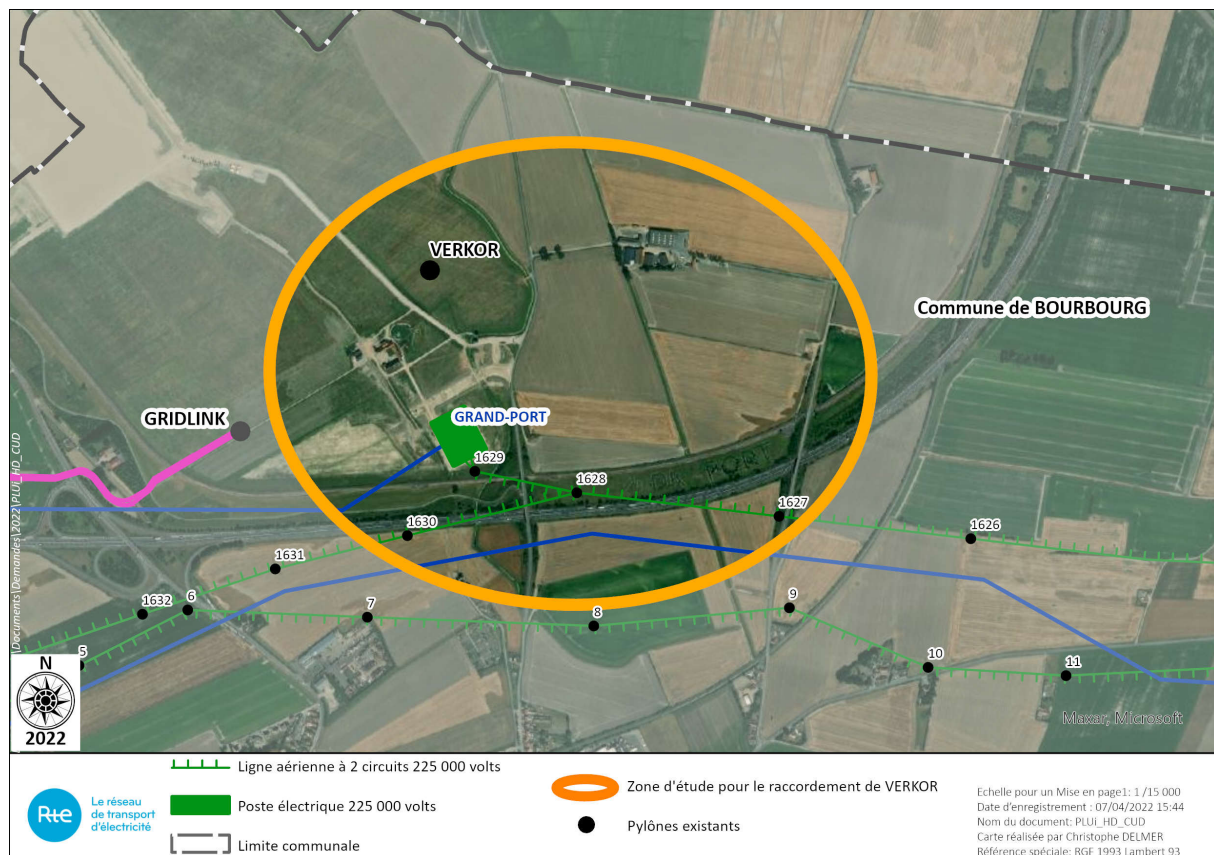 VERKOR
Commune de BOURBOURG
GRIDLINK
GRAND-PORT
1629
1628
1627
1626
1630
1631
1632
6
7
8
9
5
10
11
\Documents\Demandes\2022\PLUi_HD_CUD
N
2022
Maxar, Microsoft
Rte
Le réseau
de transport
d'électricité
Ligne aérienne à 2 circuits 225 000 volts
Poste électrique 225 000 volts
Limite communale
Zone d'étude pour le raccordement de VERKOR
Pylônes existants
Echelle pour un Mise en page1: 1 /15 000
Date d'enregistrement : 07/04/2022 15:44
Nom du document: PLUi_HD_CUD
Carte réalisée par Christophe DELMER
Référence spéciale: RGF 1993 Lambert 93